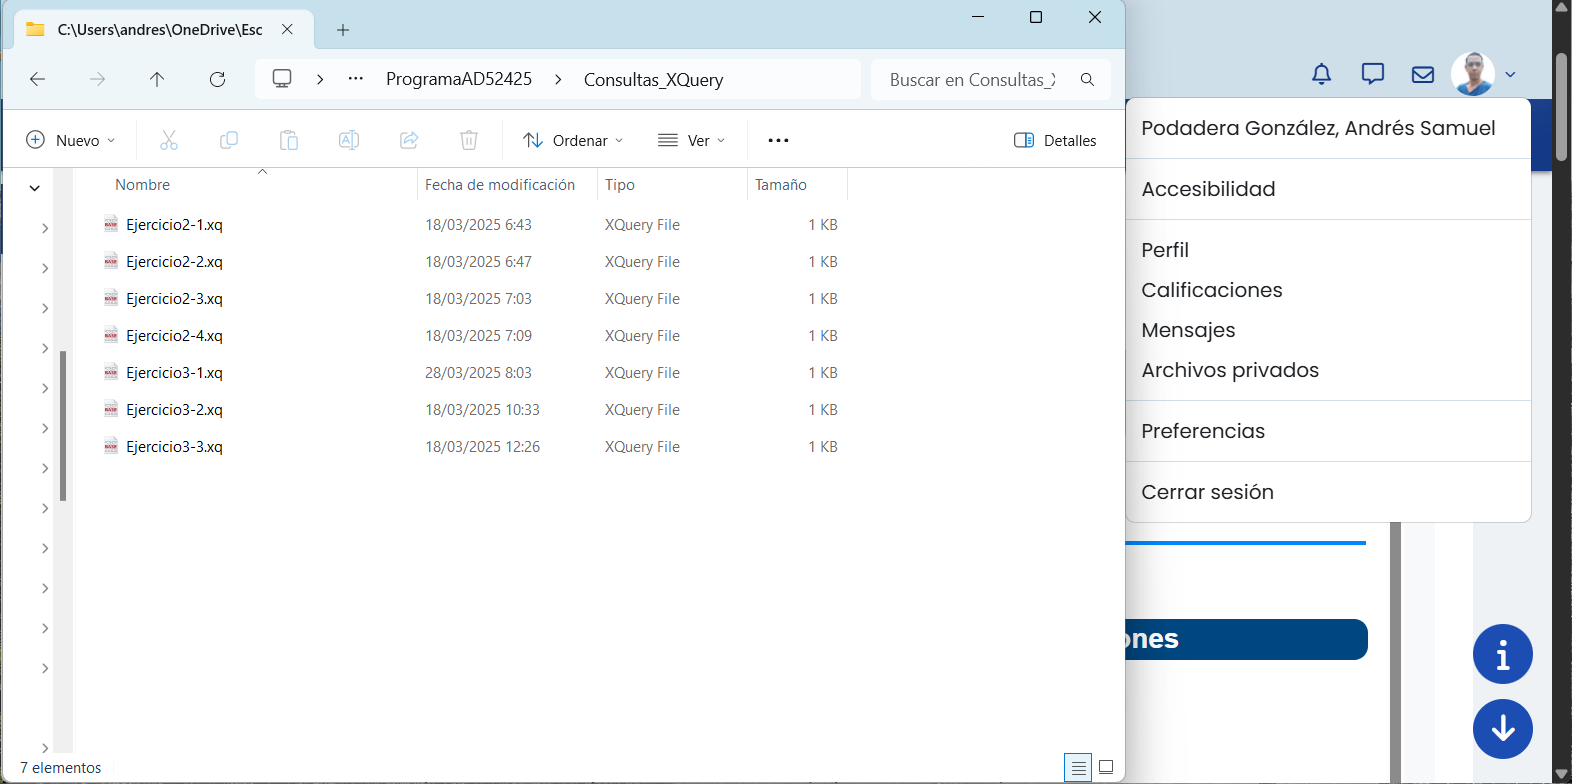 C:\Users\andres\OneDrive\Esc
ProgramaAD52425
Consultas_XQuery
Buscar en Consultas_
Nuevo
Ordenar
Ver
Detalles
Nombre Fecha de modificación Tipo Tamaño
Ejercicio2-1.xq 18/03/2025 6:43 XQuery File 1 KB
Ejercicio2-2.xq 18/03/2025 6:47 XQuery File 1 KB
Ejercicio2-3.xq 18/03/2025 7:03 XQuery File 1 KB
Ejercicio2-4.xq 18/03/2025 7:09 XQuery File 1 KB
Ejercicio3-1.xq 28/03/2025 8:03 XQuery File 1 KB
Ejercicio3-2.xq 18/03/2025 10:33 XQuery File 1 KB
Ejercicio3-3.xq 18/03/2025 12:26 XQuery File 1 KB
7 elementos
Podadera González, Andrés Samuel
Accesibilidad
Perfil
Calificaciones
Mensajes
Archivos privados
Preferencias
Cerrar sesión
ones